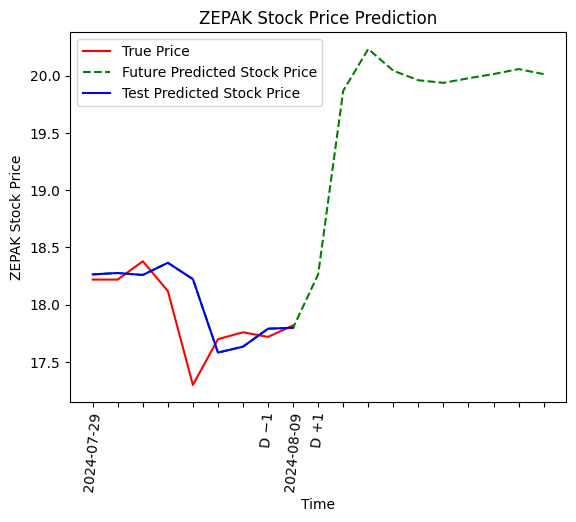 ZEPAK Stock Price Prediction
True Price
Future Predicted Stock Price
Test Predicted Stock Price
ZEPAK Stock Price
20.0
19.5
19.0
18.5
18.0
17.5
2024-07-29
D −1
2024-08-09
D +1
Time